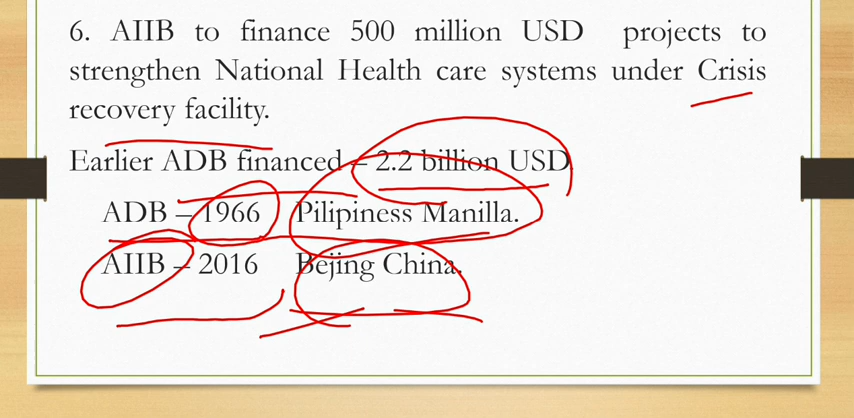 6. AIIB to finance 500 million USD projects to
strengthen National Health care systems under Crisis
recovery facility.
Earlier ADB financed – 2.2 billion USD
ADB – 1966 Pilipiness Manilla.
AIIB – 2016 Bejing China.